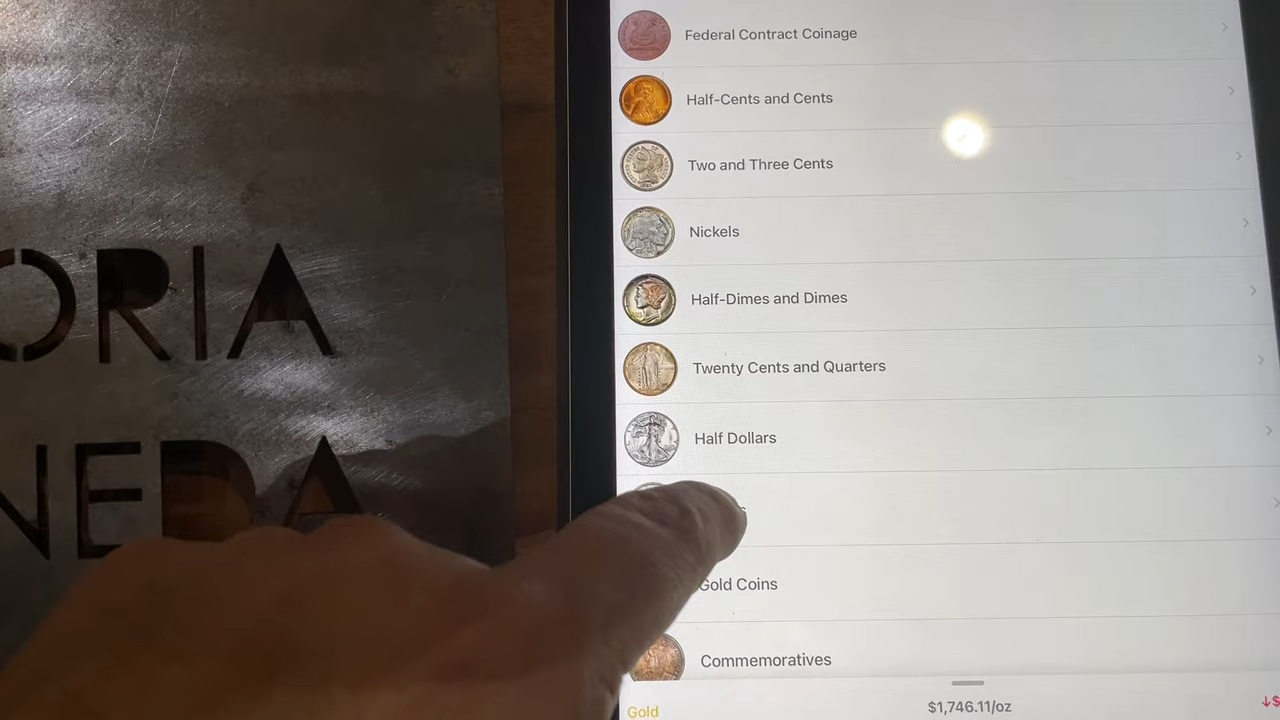 ORIA
NEDA
Federal Contract Coinage
Half-Cents and Cents
Two and Three Cents
Nickels
Half-Dimes and Dimes
Twenty Cents and Quarters
Half Dollars
Gold Coins
Commemoratives
Gold
$1,746.11/oz
↓$